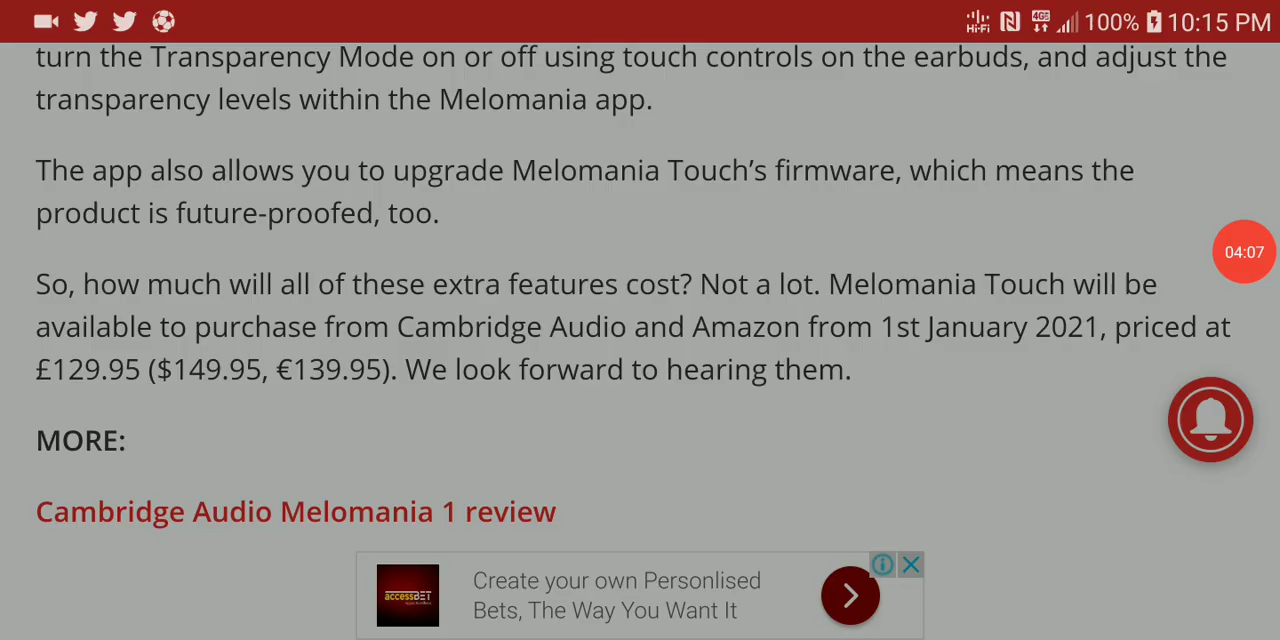 100% 10:15 PM
turn the Transparency Mode on or off using touch controls on the earbuds, and adjust the
transparency levels within the Melomania app.
The app also allows you to upgrade Melomania Touch’s firmware, which means the
product is future-proofed, too.
04:07
So, how much will all of these extra features cost? Not a lot. Melomania Touch will be
available to purchase from Cambridge Audio and Amazon from 1st January 2021, priced at
£129.95 ($149.95, €139.95). We look forward to hearing them.
MORE:
Cambridge Audio Melomania 1 review
accessBET
Create your own Personlised
Bets, The Way You Want It